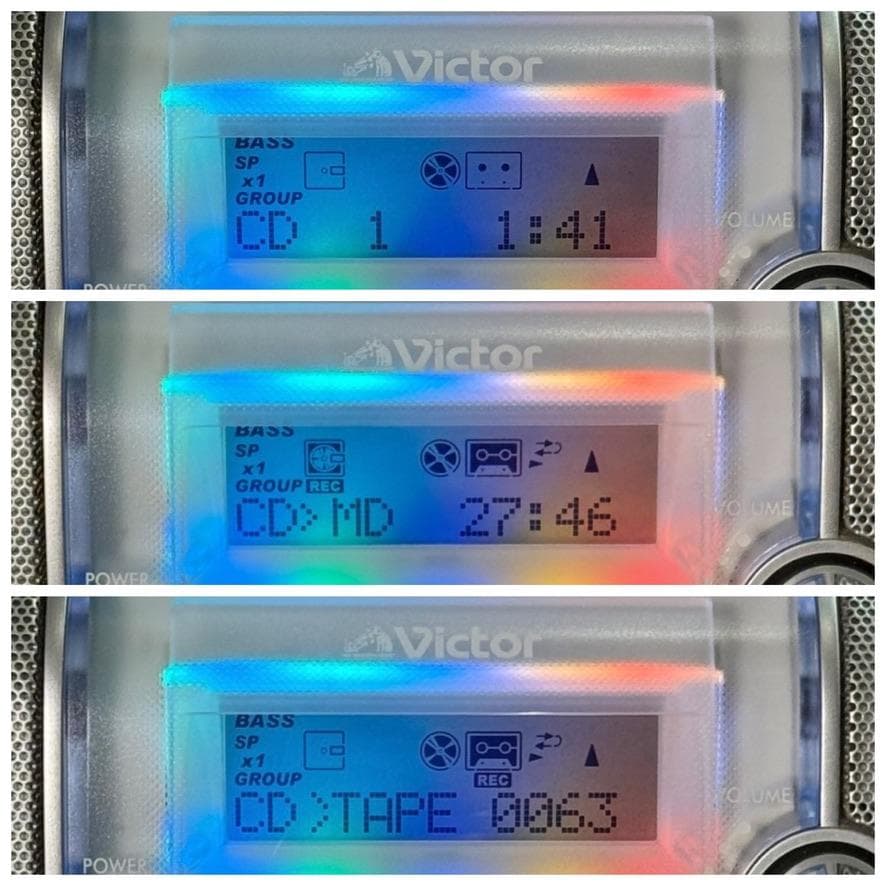 Victor
BASS
SP
x1
GROUP
CD 1 1:41
VOLUME
POWER
Victor
BASS
SP
x1
GROUP REC
CD>MD 27:46
VOLUME
POWER
Victor
BASS
SP
x1
GROUP REC
CD>TAPE 0063
VOLUME
POWER